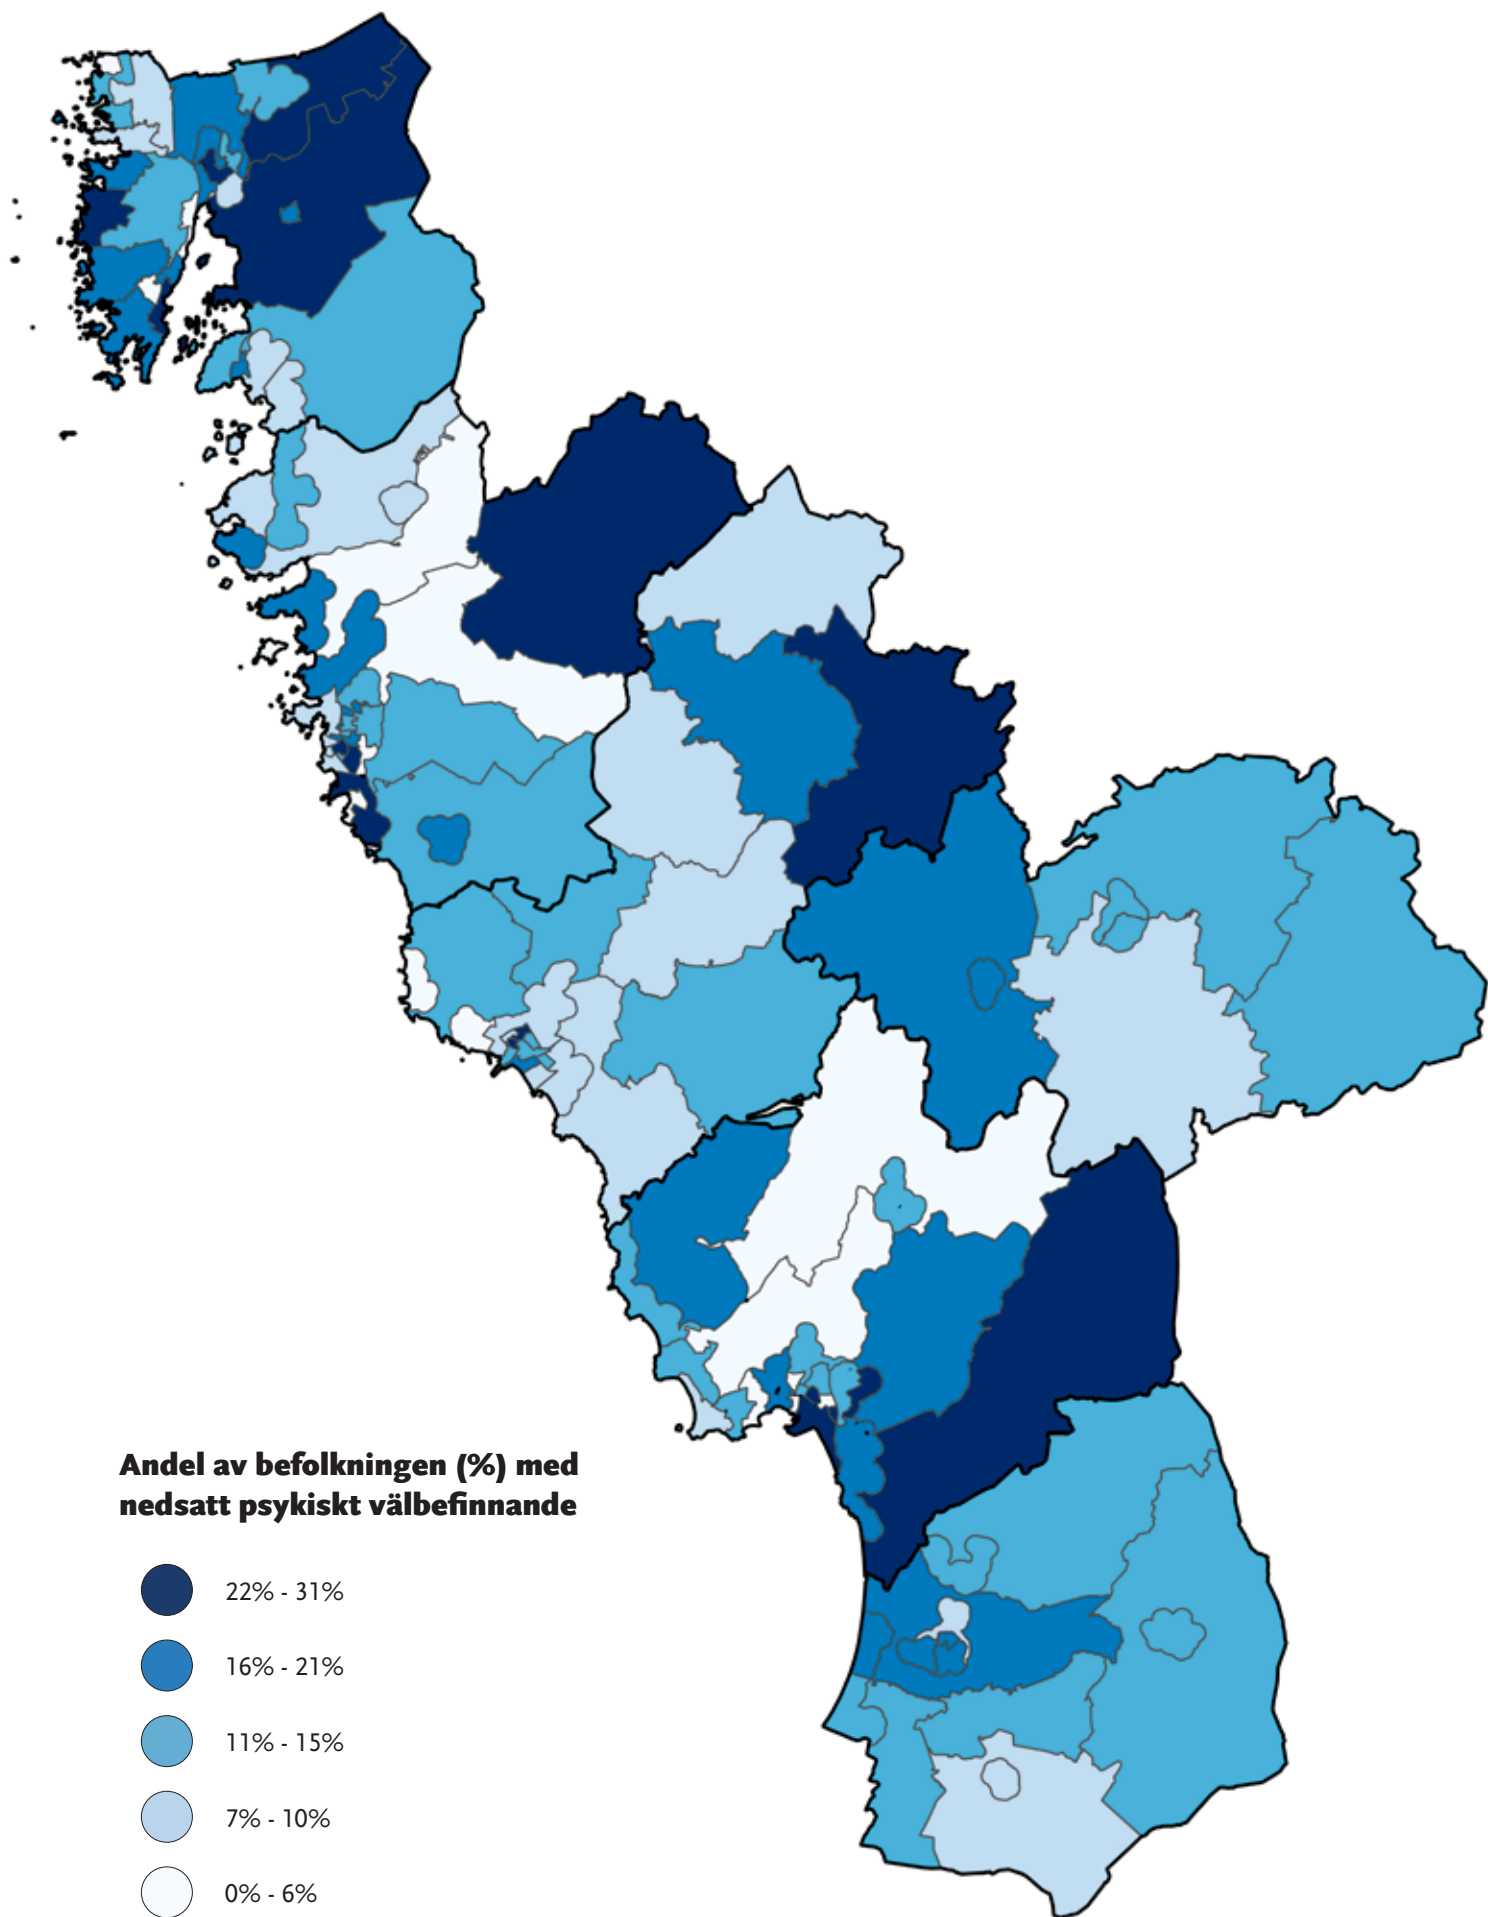 Andel av befolkningen (%) med
nedsatt psykiskt välbefinnande
22% - 31%
16% - 21%
11% - 15%
7% - 10%
0% - 6%